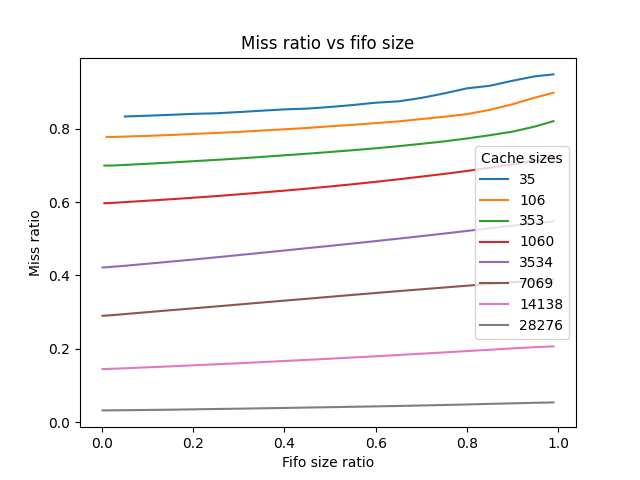 Miss ratio vs fifo size
Miss ratio
0.8
0.6
0.4
0.2
0.0
Cache sizes
35
106
353
1060
3534
7069
14138
28276
0.0 0.2 0.4 0.6 0.8 1.0
Fifo size ratio